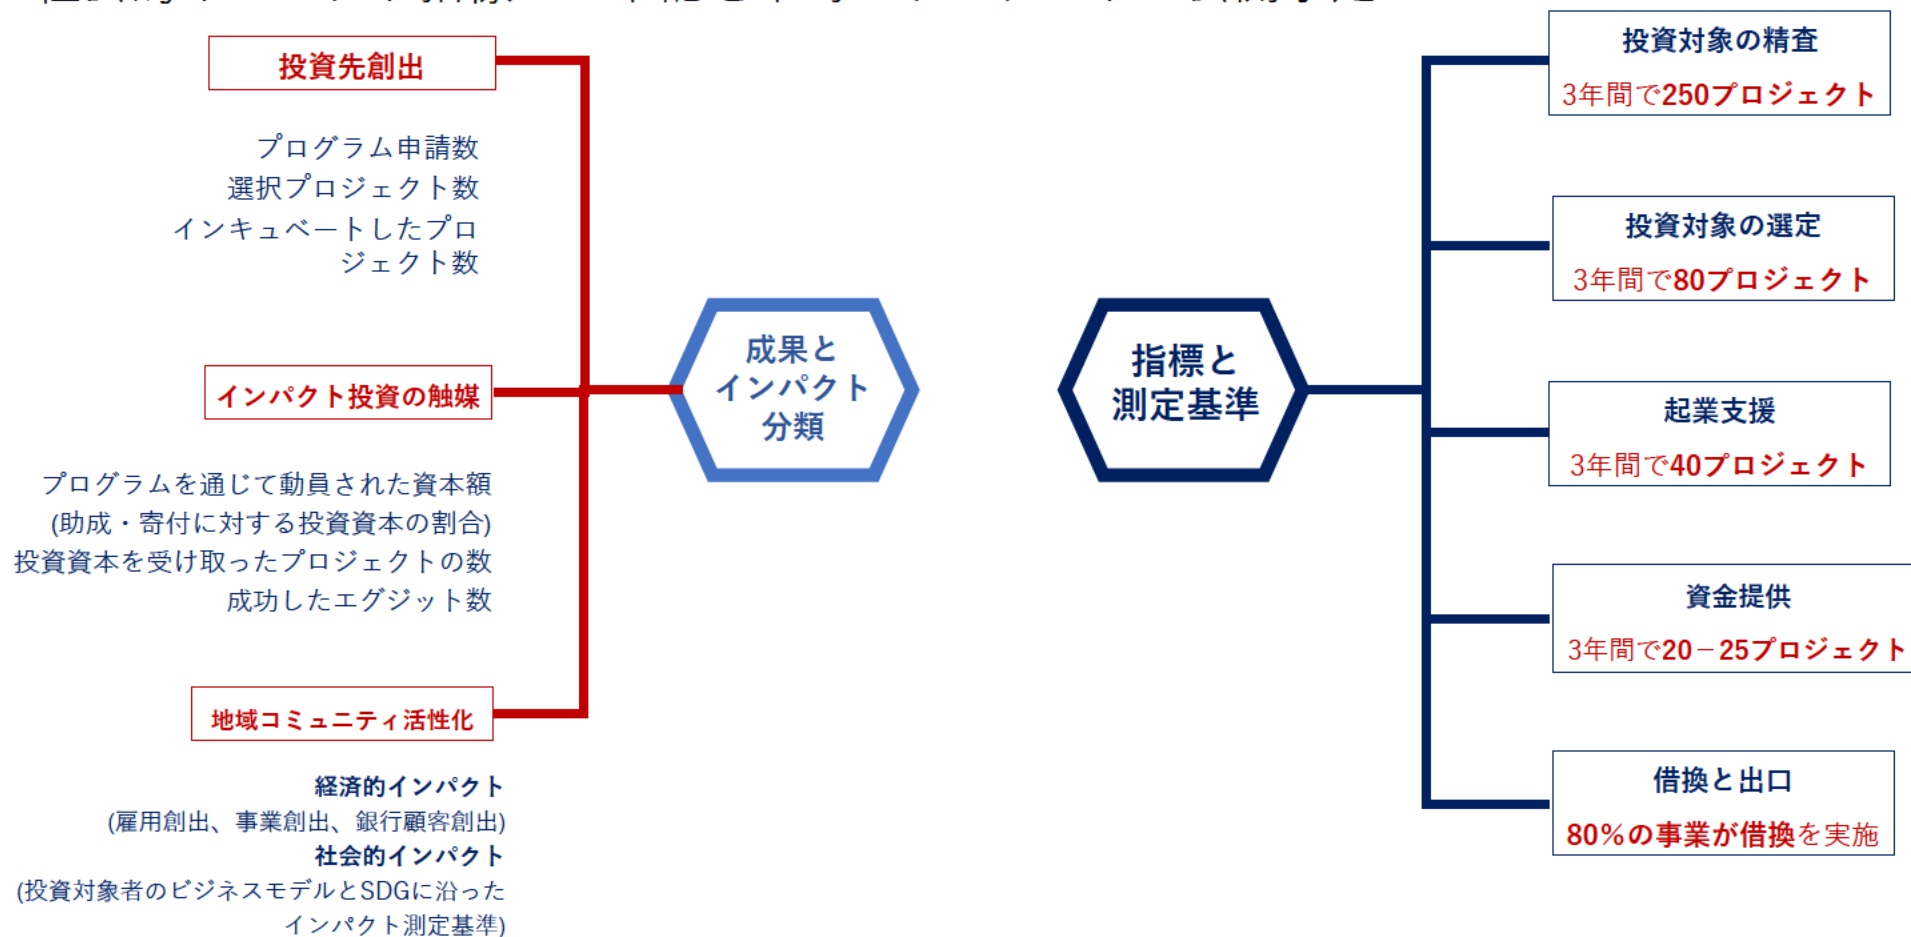 投資先創出
プログラム申請数
選択プロジェクト数
インキュベートしたプロ
ジェクト数
インパクト投資の触媒
プログラムを通じて動員された資本額
(助成・寄付に対する投資資本の割合)
投資資本を受け取ったプロジェクトの数
成功したエグジット数
地域コミュニティ活性化
経済的インパクト
(雇用創出、事業創出、銀行顧客創出)
社会的インパクト
(投資対象者のビジネスモデルとSDGに沿った
インパクト測定基準)
成果と
インパクト
分類
指標と
測定基準
投資対象の精査
3年間で250プロジェクト
投資対象の選定
3年間で80プロジェクト
起業支援
3年間で40プロジェクト
資金提供
3年間で20－25プロジェクト
借換と出口
80%の事業が借換を実施